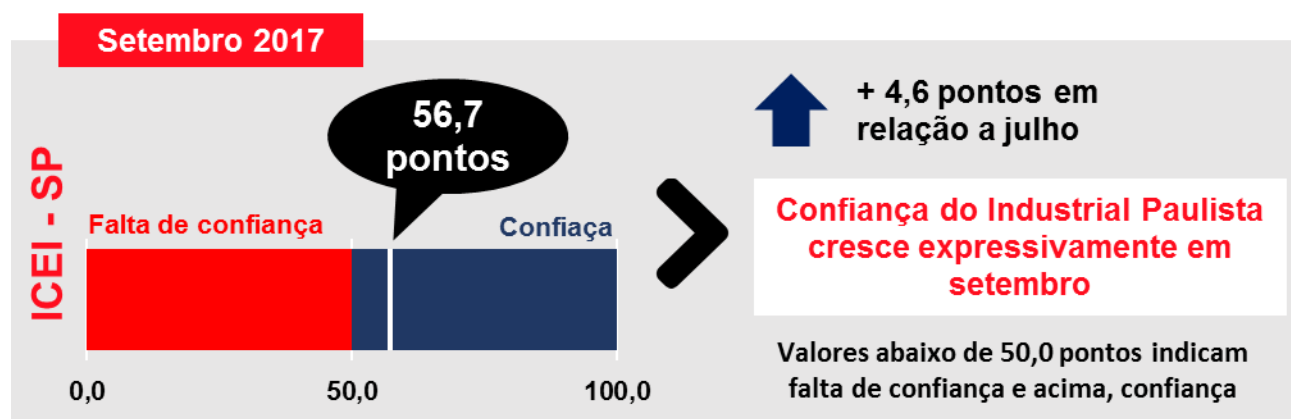 Setembro 2017
ICEI - SP
56,7
pontos
Falta de confiança
Confiaça
0,0
50,0
100,0
+ 4,6 pontos em
relação a julho
Confiança do Industrial Paulista
cresce expressivamente em
setembro
Valores abaixo de 50,0 pontos indicam
falta de confiança e acima, confiança